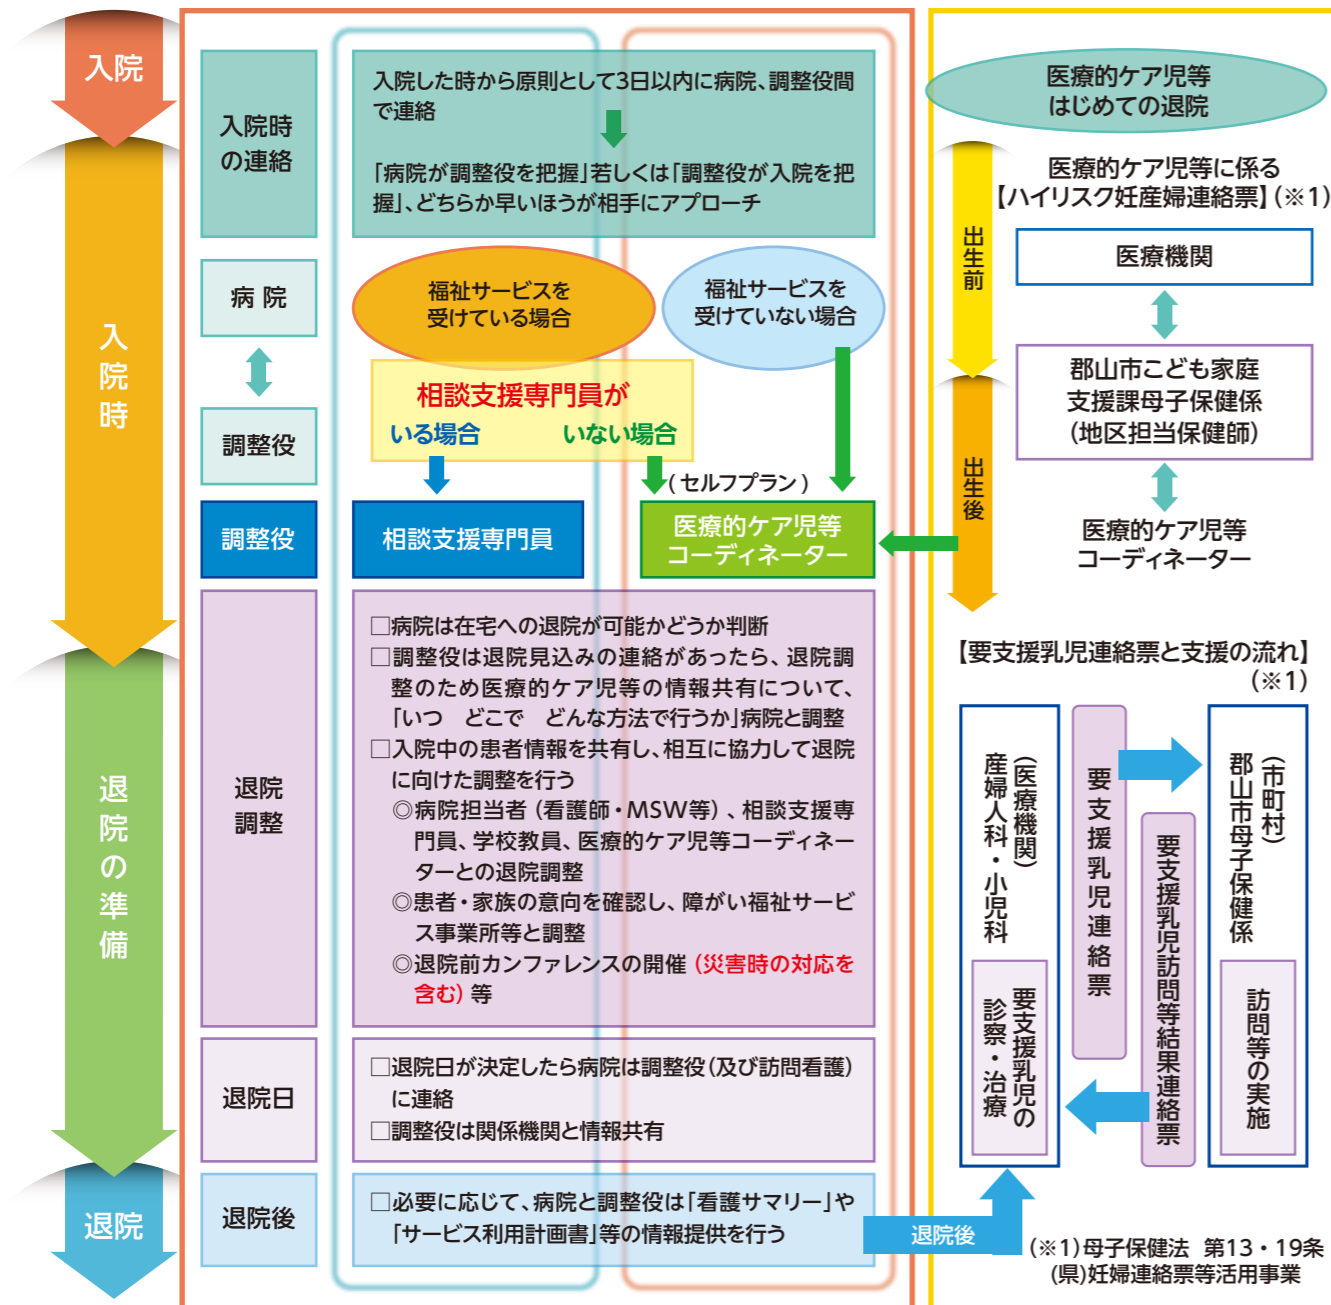 入院
入院時
の連絡
入院した時から原則として3日以内に病院、調整役間
で連絡
「病院が調整役を把握」若しくは「調整役が入院を把
握」、どちらか早いほうが相手にアプローチ
入院時
病 院
調整役
福祉サービスを
受けている場合
福祉サービスを
受けていない場合
相談支援専門員が
いる場合
いない場合
(セルフプラン)
調整役
相談支援専門員
医療的ケア児等
コーディネーター
退院の準備
退院
調整
□病院は在宅への退院が可能かどうか判断
□調整役は退院見込みの連絡があったら、退院調
整のため医療的ケア児等の情報共有について、
「いつ どこで どんな方法で行うか」病院と調整
□入院中の患者情報を共有し、相互に協力して退院
に向けた調整を行う
◎病院担当者（看護師・MSW等）、相談支援専
門員、学校教員、医療的ケア児等コーディネー
ターとの退院調整
◎患者・家族の意向を確認し、障がい福祉サービ
ス事業所等と調整
◎退院前カンファレンスの開催（災害時の対応を
含む）等
退院日
□退院日が決定したら病院は調整役（及び訪問看護）
に連絡
□調整役は関係機関と情報共有
退院
退院後
□必要に応じて、病院と調整役は「看護サマリー」や
「サービス利用計画書」等の情報提供を行う
退院後
医療的ケア児等
はじめての退院
医療的ケア児等に係る
【ハイリスク妊産婦連絡票】(※1)
出生前
医療機関
郡山市こども家庭
支援課母子保健係
（地区担当保健師）
出生後
医療的ケア児等
コーディネーター
【要支援乳児連絡票と支援の流れ】
(※1)
（医療機関）
産婦人科・小児科
要支援乳児の
診察・治療
要支援乳児連絡票
要支援乳児訪問等結果連絡票
（市町村）
郡山市母子保健係
訪問等の実施
(※1)母子保健法 第13・19条
(県)妊婦連絡票等活用事業